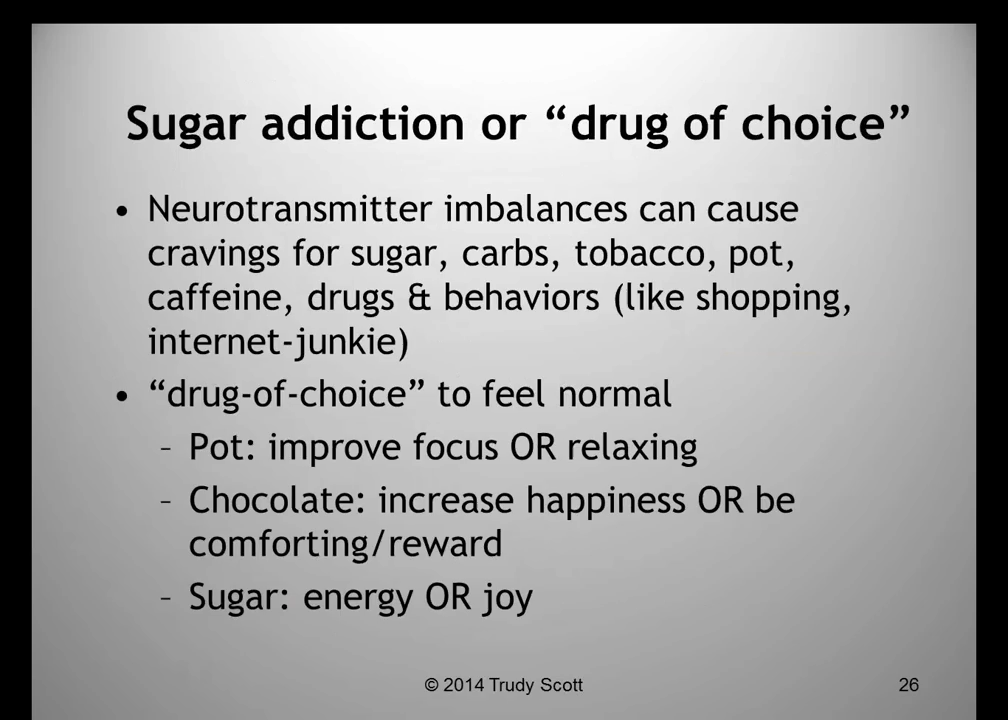 Sugar addiction or “drug of choice”
• Neurotransmitter imbalances can cause
cravings for sugar, carbs, tobacco, pot,
caffeine, drugs & behaviors (like shopping,
internet-junkie)
• “drug-of-choice” to feel normal
– Pot: improve focus OR relaxing
– Chocolate: increase happiness OR be
comforting/reward
– Sugar: energy OR joy
© 2014 Trudy Scott
26